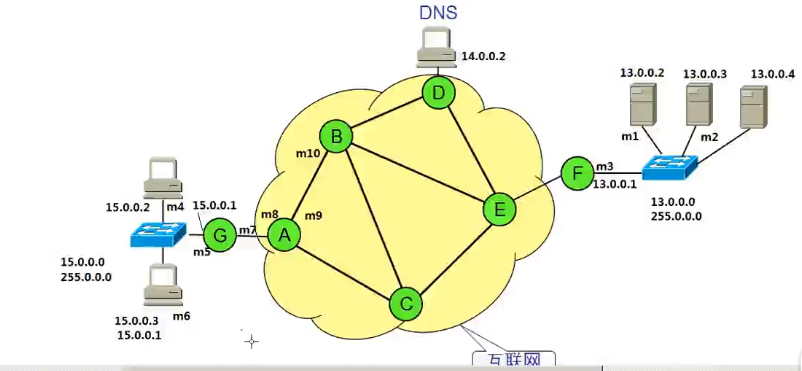 DNS
14.0.0.2
13.0.0.2
13.0.0.3
13.0.0.4
D
B
m1
m2
m10
F
m3
13.0.0.1
15.0.0.2
m4
15.0.0.1
m8
m9
E
13.0.0.0
255.0.0.0
G
m7
A
m5
15.0.0.0
255.0.0.0
C
15.0.0.3
m6
15.0.0.1
互联网